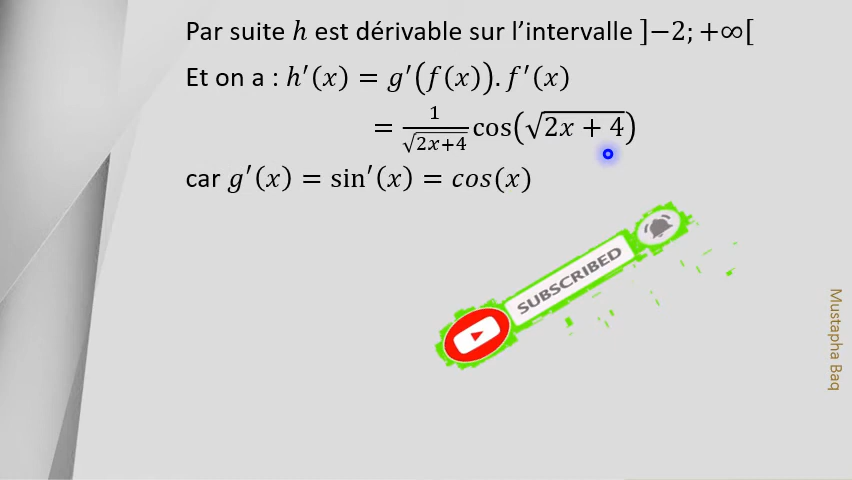 Par suite h est dérivable sur l’intervalle ]−2; +∞[
Et on a : h′(x) = g′(f(x)). f′(x)
= 1/√(2x+4) cos(√(2x + 4))
car g′(x) = sin′(x) = cos(x)
SUBSCRIBED
Mustapha Baq